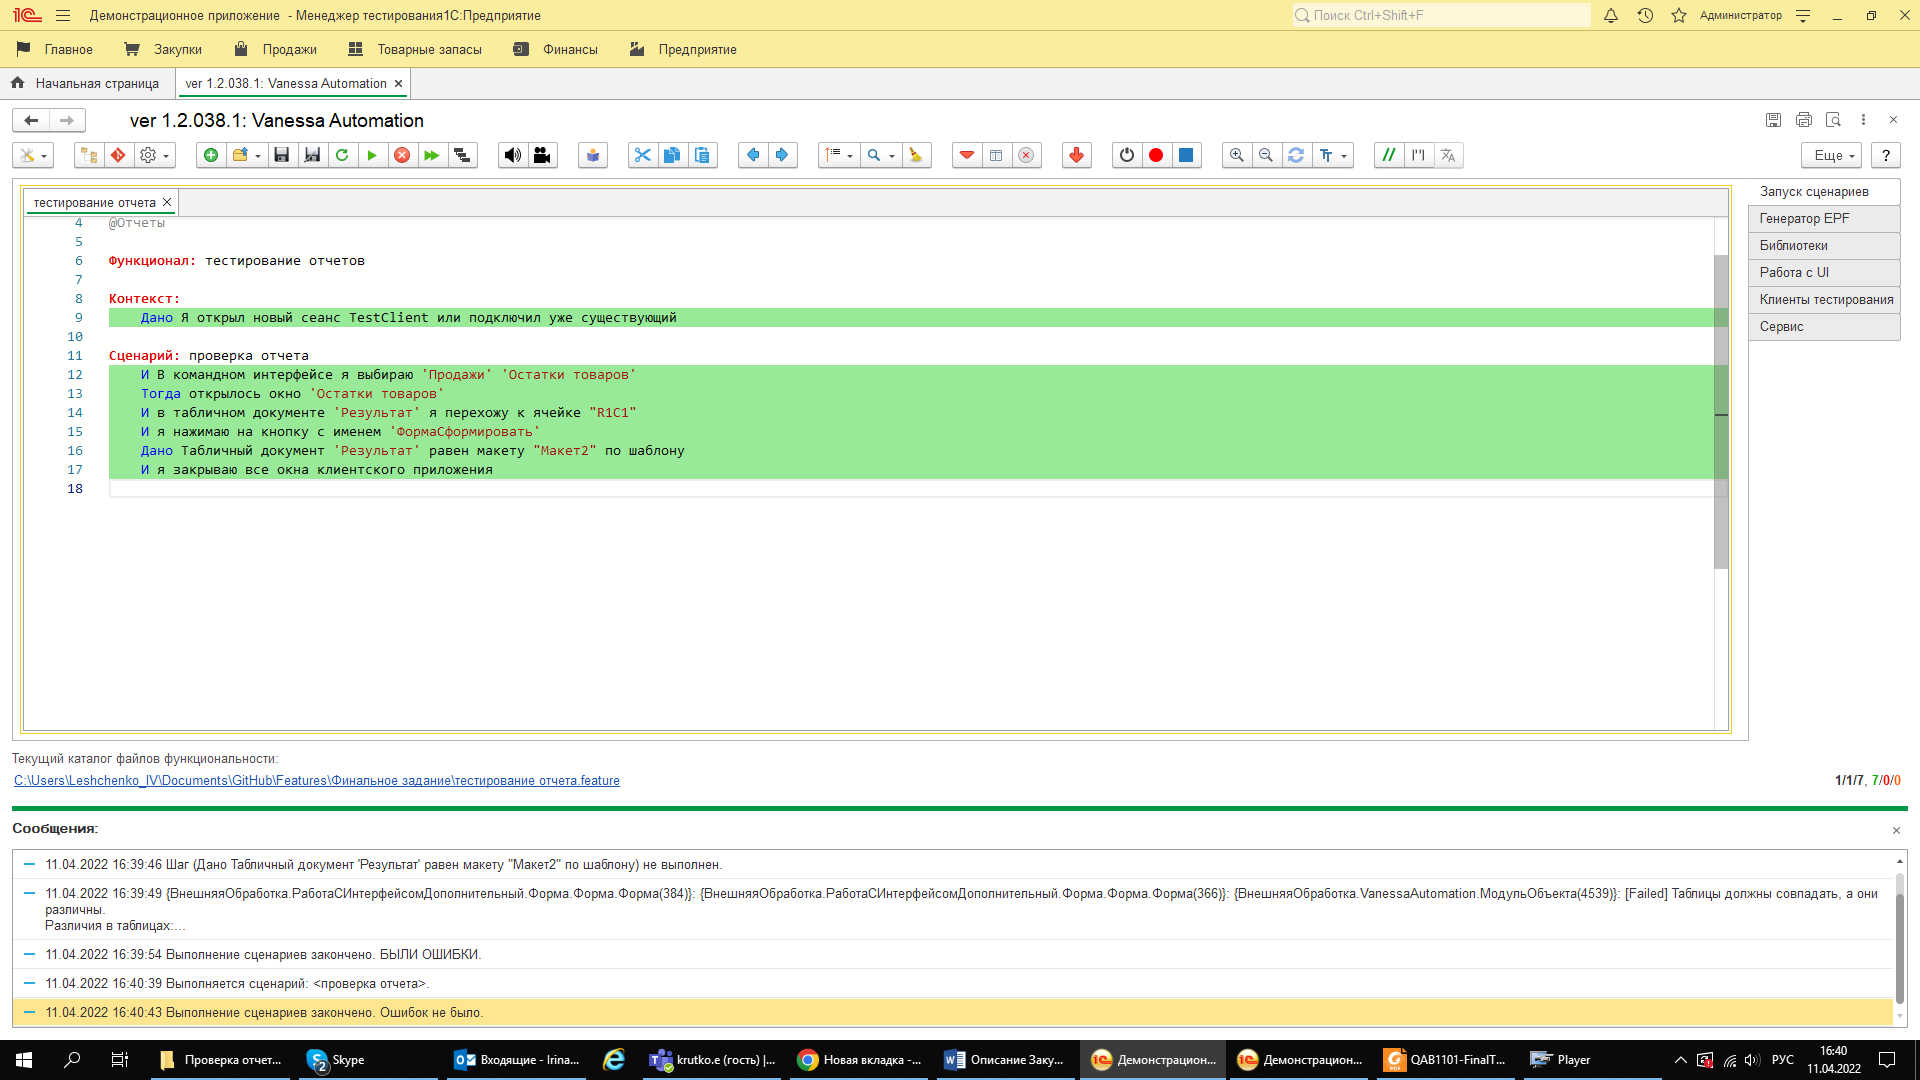 Демонстрационное приложение - Менеджер тестирования1С:Предприятие
Поиск Ctrl+Shift+F
Администратор
Главное Закупки Продажи Товарные запасы Финансы Предприятие
Начальная страница
ver 1.2.038.1: Vanessa Automation
ver 1.2.038.1: Vanessa Automation
Еще
?
тестирование отчета
4 @Отчеты
5
6 Функционал: тестирование отчетов
7
8 Контекст:
9 Дано Я открыл новый сеанс TestClient или подключил уже существующий
10
11 Сценарий: проверка отчета
12 И В командном интерфейсе я выбираю 'Продажи' 'Остатки товаров'
13 Тогда открылось окно 'Остатки товаров'
14 И в табличном документе 'Результат' я перехожу к ячейке "R1C1"
15 И я нажимаю на кнопку с именем 'ФормаСформировать'
16 Дано Табличный документ 'Результат' равен макету "Макет2" по шаблону
17 И я закрываю все окна клиентского приложения
18
Запуск сценариев
Генератор EPF
Библиотеки
Работа с UI
Клиенты тестирования
Сервис
Текущий каталог файлов функциональности:
C:\Users\Leshchenko_IV\Documents\GitHub\Features\Финальное задание\тестирование отчета.feature
1/1/7, 7/0/0
Сообщения:
11.04.2022 16:39:46 Шаг (Дано Табличный документ 'Результат' равен макету "Макет2" по шаблону) не выполнен.
11.04.2022 16:39:49 {ВнешняяОбработка.РаботаСИнтерфейсомДополнительный.Форма.Форма.Форма(384)}: {ВнешняяОбработка.РаботаСИнтерфейсомДополнительный.Форма.Форма.Форма(366)}: {ВнешняяОбработка.VanessaAutomation.МодульОбъекта(4539)}: [Failed] Таблицы должны совпадать, а они
различны.
Различия в таблицах:...
11.04.2022 16:39:54 Выполнение сценариев закончено. БЫЛИ ОШИБКИ.
11.04.2022 16:40:39 Выполняется сценарий: <проверка отчета>.
11.04.2022 16:40:43 Выполнение сценариев закончено. Ошибок не было.
Проверка отчет...
2
Skype
Входящие - Irina...
krutko.e (гость) |...
Новая вкладка -...
Описание Заку...
Демонстрацион...
Демонстрацион...
QAB1101-FinalT...
Player
РУС
16:40
11.04.2022